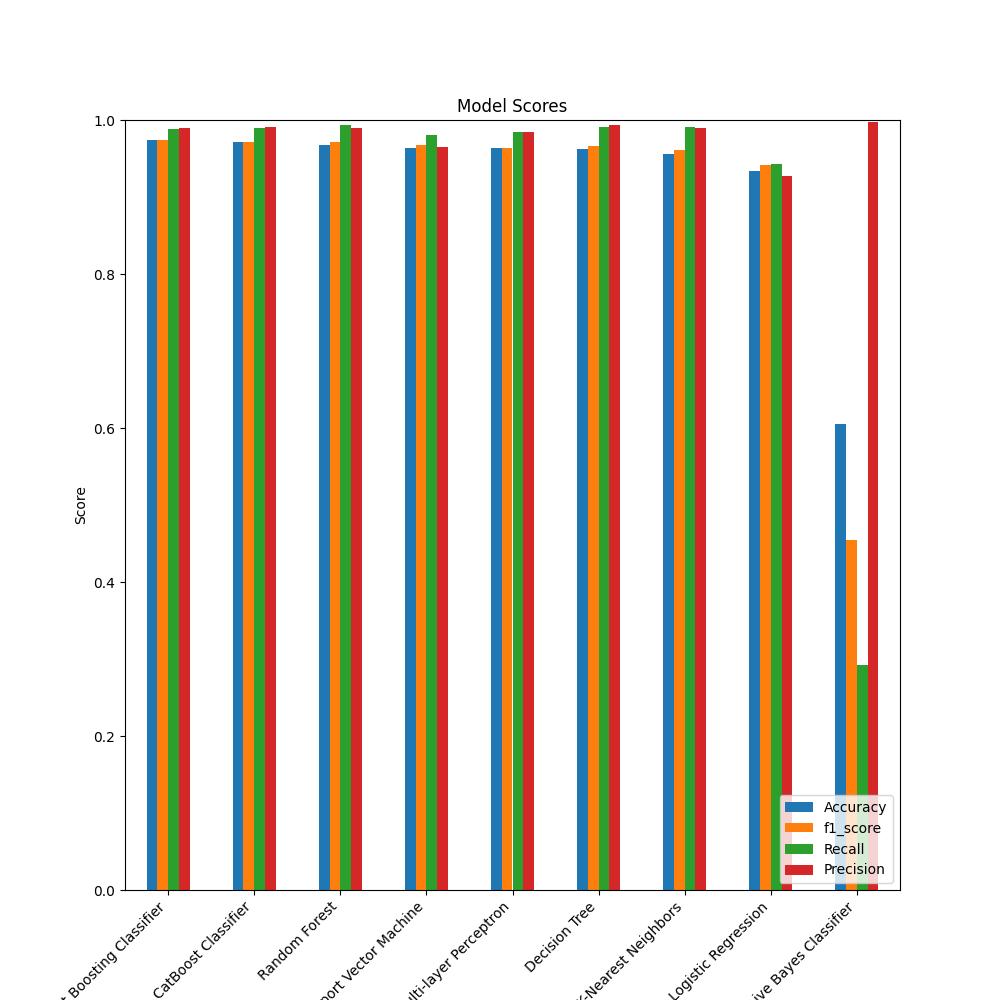 Model Scores
1.0
0.8
0.6
0.4
0.2
0.0
Score
Accuracy
f1_score
Recall
Precision
t Boosting Classifier
CatBoost Classifier
Random Forest
port Vector Machine
ulti-layer Perceptron
Decision Tree
K-Nearest Neighbors
Logistic Regression
ive Bayes Classifier